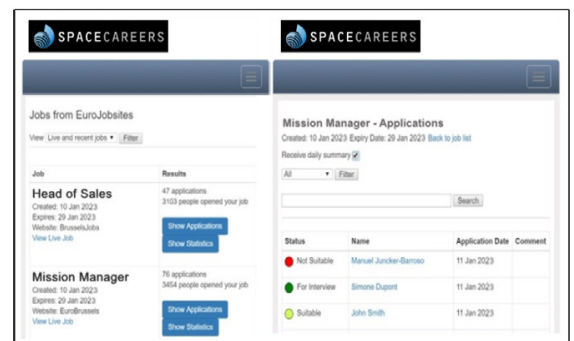 SPACECAREERS
Jobs from EuroJobsites
View Live and recent jobs Filter
Job Results
Head of Sales
Created: 10 Jan 2023
Expires: 29 Jan 2023
Website: BrusselsJobs
View Live Job
47 applications
3103 people opened your job
Show Applications
Show Statistics
Mission Manager
Created: 10 Jan 2023
Expires: 29 Jan 2023
Website: EuroBrussels
View Live Job
76 applications
3454 people opened your job
Show Applications
Show Statistics
SPACECAREERS
Mission Manager - Applications
Created: 10 Jan 2023 Expiry Date: 29 Jan 2023 Back to job list
Receive daily summary
All Filter
Search
Status Name Application Date Comment
Not Suitable Manuel Juncker-Barroso 11 Jan 2023
For Interview Simone Dupont 11 Jan 2023
Suitable John Smith 11 Jan 2023